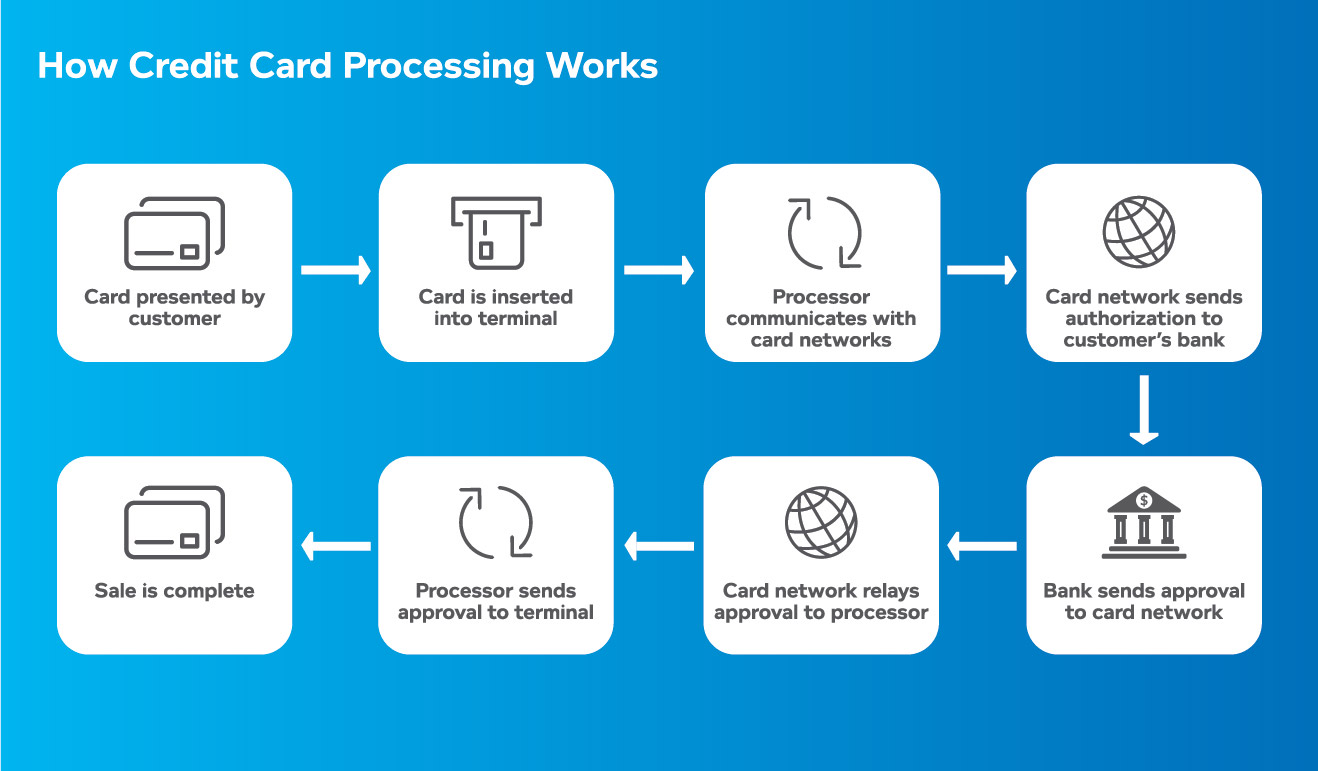 How Credit Card Processing Works
Card presented by
customer
Card is inserted
into terminal
Processor
communicates with
card networks
Card network sends
authorization to
customer’s bank
$
Bank sends approval
to card network
Card network relays
approval to processor
Processor sends
approval to terminal
Sale is complete